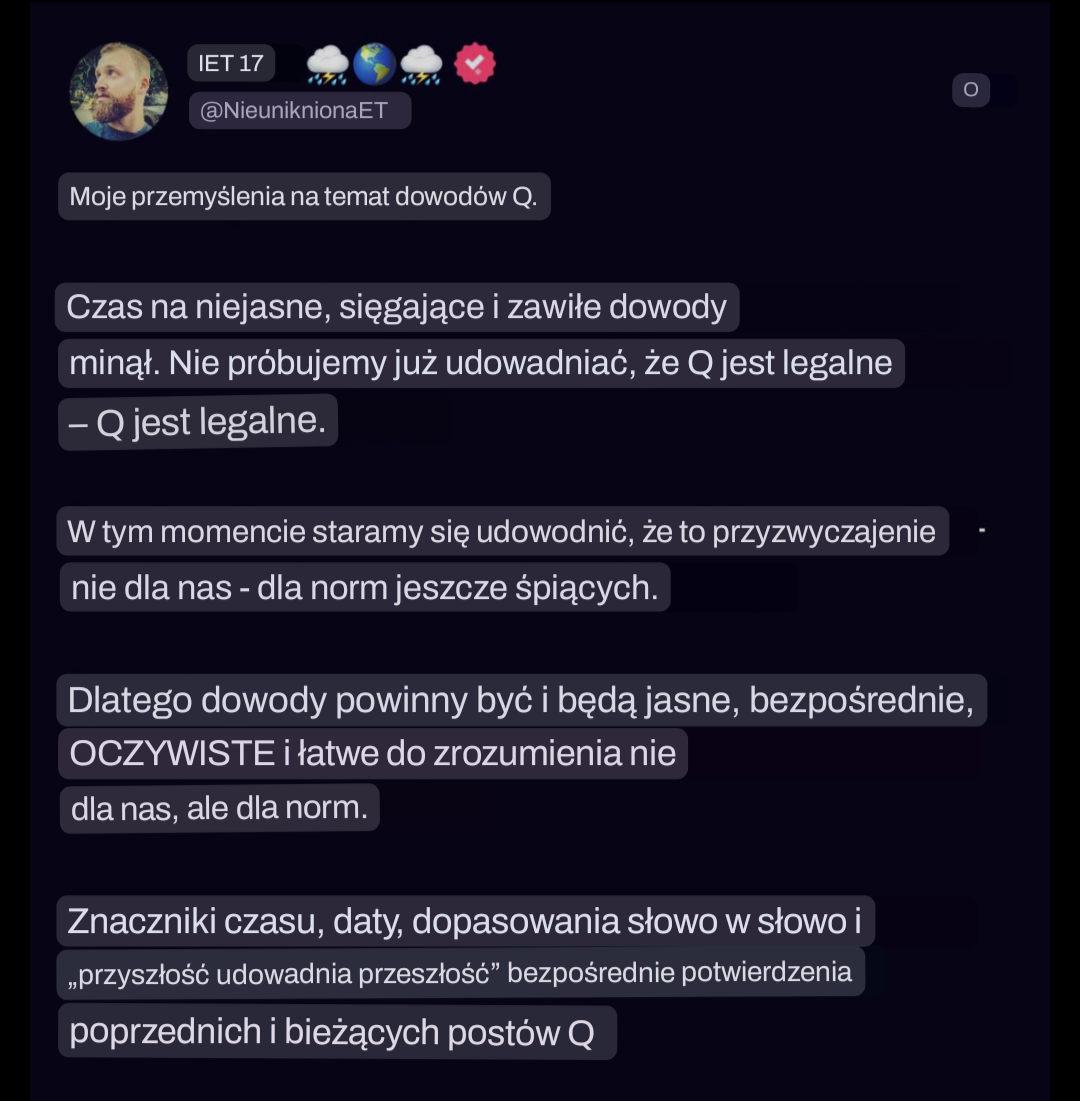 IET 17
@NieuniknionaET
O
Moje przemyślenia na temat dowodów Q.
Czas na niejasne, sięgające i zawiłe dowody
minął. Nie próbujemy już udowadniać, że Q jest legalne
– Q jest legalne.
W tym momencie staramy się udowodnić, że to przyzwyczajenie -
nie dla nas - dla norm jeszcze śpiących.
Dlatego dowody powinny być i będą jasne, bezpośrednie,
OCZYWISTE i łatwe do zrozumienia nie
dla nas, ale dla norm.
Znaczniki czasu, daty, dopasowania słowo w słowo i
„przyszłość udowadnia przeszłość” bezpośrednie potwierdzenia
poprzednich i bieżących postów Q